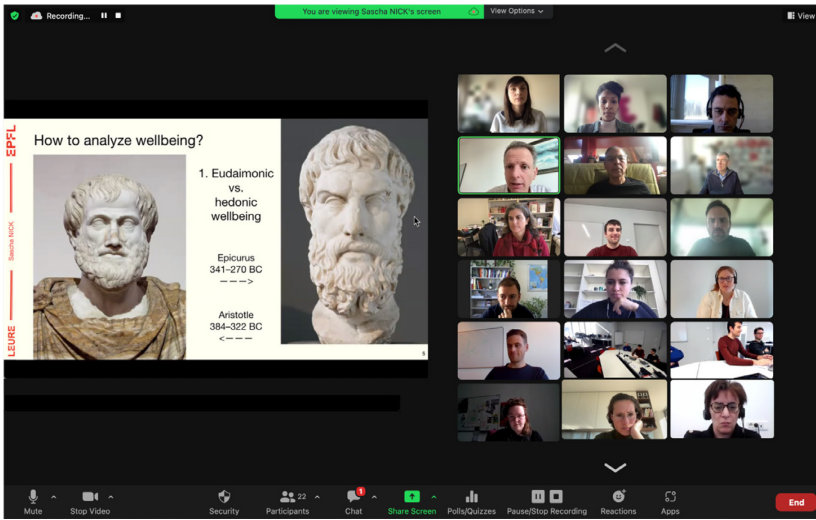 Recording...
You are viewing Sascha NICK's screen
View Options
View
EPFL
Sascha NICK
LEURE
How to analyze wellbeing?
1. Eudaimonic
vs.
hedonic
wellbeing
Epicurus
341–270 BC
— — — >
Aristotle
384–322 BC
< — — —
5
Mute
Stop Video
Security
Participants
22
Chat
1
Share Screen
Polls/Quizzes
Pause/Stop Recording
Reactions
Apps
End